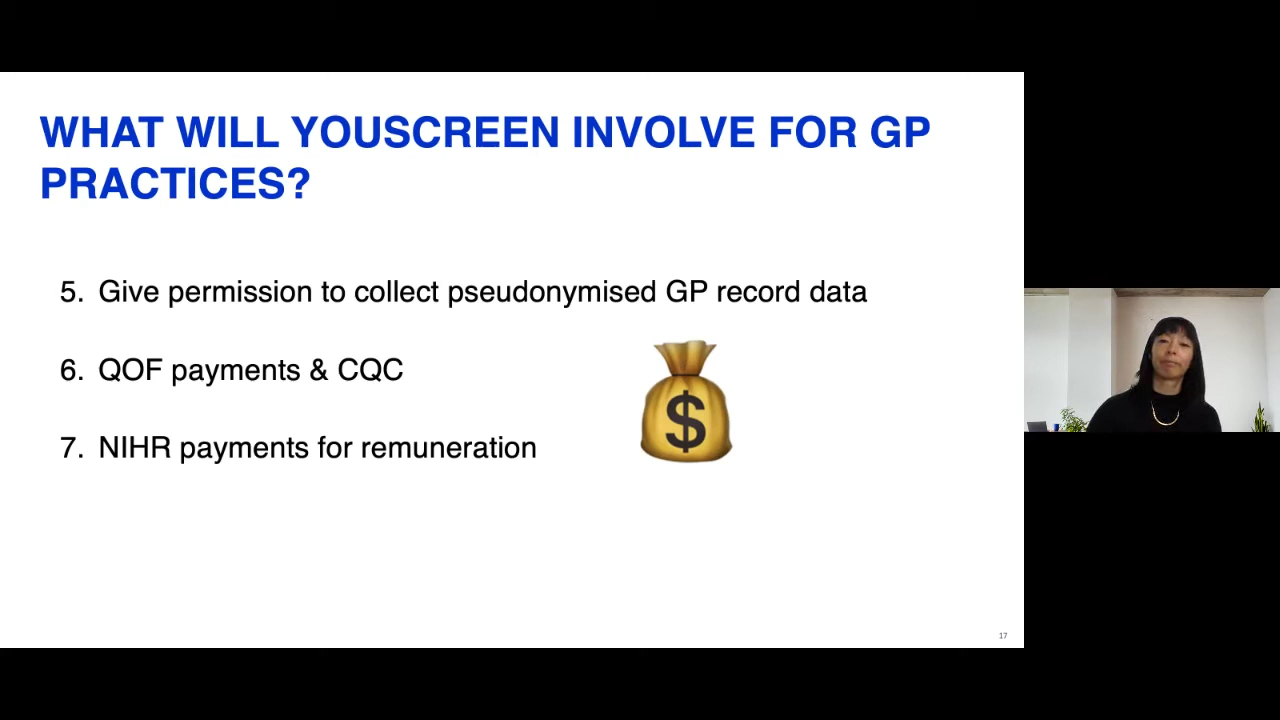 WHAT WILL YOUSCREEN INVOLVE FOR GP
PRACTICES?
5. Give permission to collect pseudonymised GP record data
6. QOF payments & CQC
$
7. NIHR payments for remuneration
17